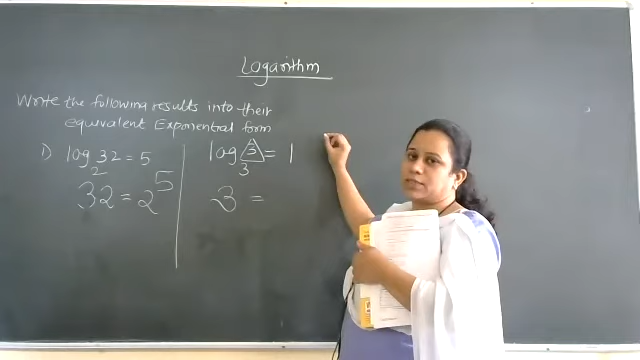 Logarithm
Write the following results into their
equivalent Exponential form
1) log₂ 32 = 5
32 = 2⁵
log₃ 3 = 1
3 =